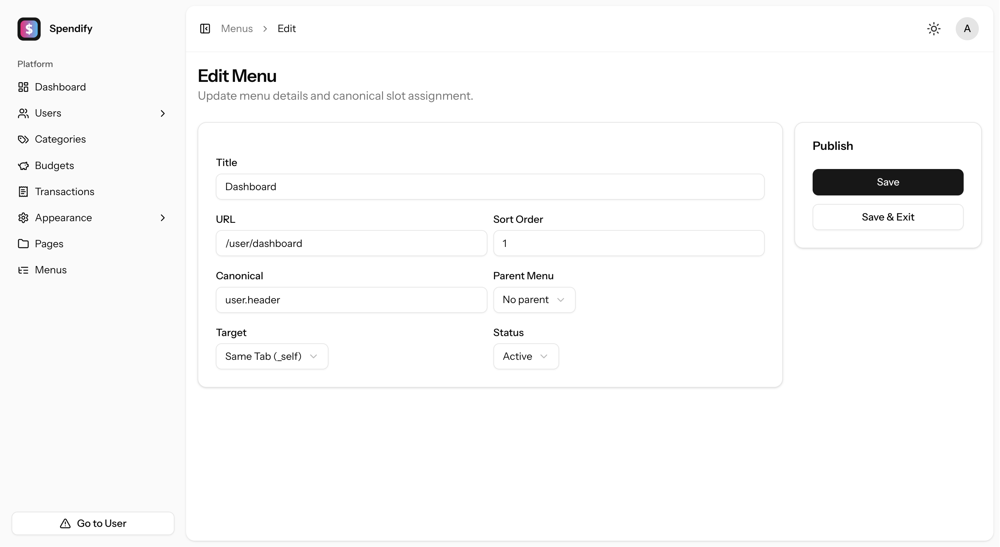 $
Spendify
Platform
Dashboard
Users
Categories
Budgets
Transactions
Appearance
Pages
Menus
Go to User
Menus > Edit
A
Edit Menu
Update menu details and canonical slot assignment.
Title
Dashboard
URL
/user/dashboard
Sort Order
1
Canonical
user.header
Parent Menu
No parent
Target
Same Tab (_self)
Status
Active
Publish
Save
Save & Exit